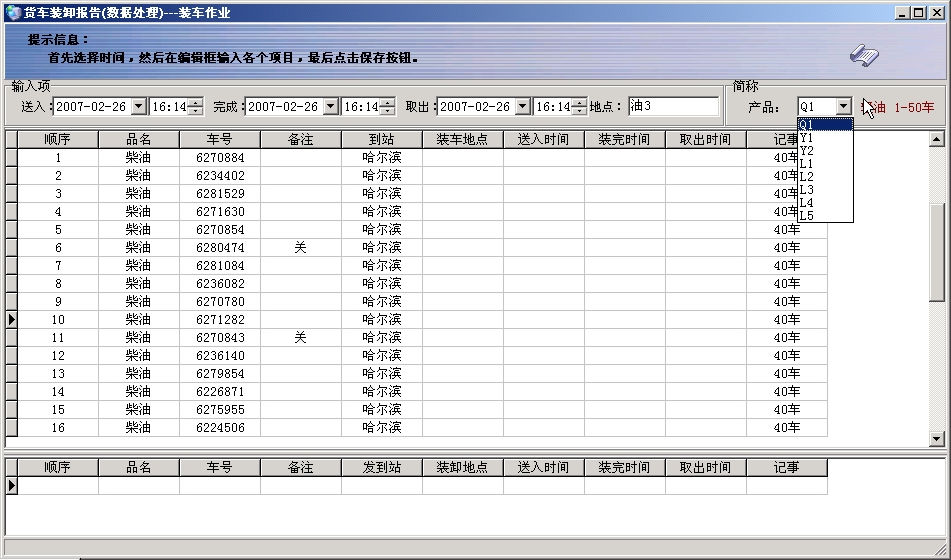 货车装卸报告(数据处理)---装车作业
提示信息：
首先选择时间，然后在编辑框输入各个项目，最后点击保存按钮。
输入项 简称
送入： 2007-02-26 16:14 完成： 2007-02-26 16:14 取出： 2007-02-26 16:14 地点： 油3 产品： Q1 油 1-50车
Q1
Y1
Y2
L1
L2
L3
L4
L5
顺序 品名 车号 备注 到站 装车地点 送入时间 装完时间 取出时间 记事
1 柴油 6270884 哈尔滨 40车
2 柴油 6234402 哈尔滨 40车
3 柴油 6281529 哈尔滨 40车
4 柴油 6271630 哈尔滨 40车
5 柴油 6270854 哈尔滨 40车
6 柴油 6280474 关 哈尔滨 40车
7 柴油 6281084 哈尔滨 40车
8 柴油 6236082 哈尔滨 40车
9 柴油 6270780 哈尔滨 40车
10 柴油 6271282 哈尔滨 40车
11 柴油 6270843 关 哈尔滨 40车
12 柴油 6236140 哈尔滨 40车
13 柴油 6279854 哈尔滨 40车
14 柴油 6226871 哈尔滨 40车
15 柴油 6275955 哈尔滨 40车
16 柴油 6224506 哈尔滨 40车
顺序 品名 车号 备注 发到站 装卸地点 送入时间 装完时间 取出时间 记事